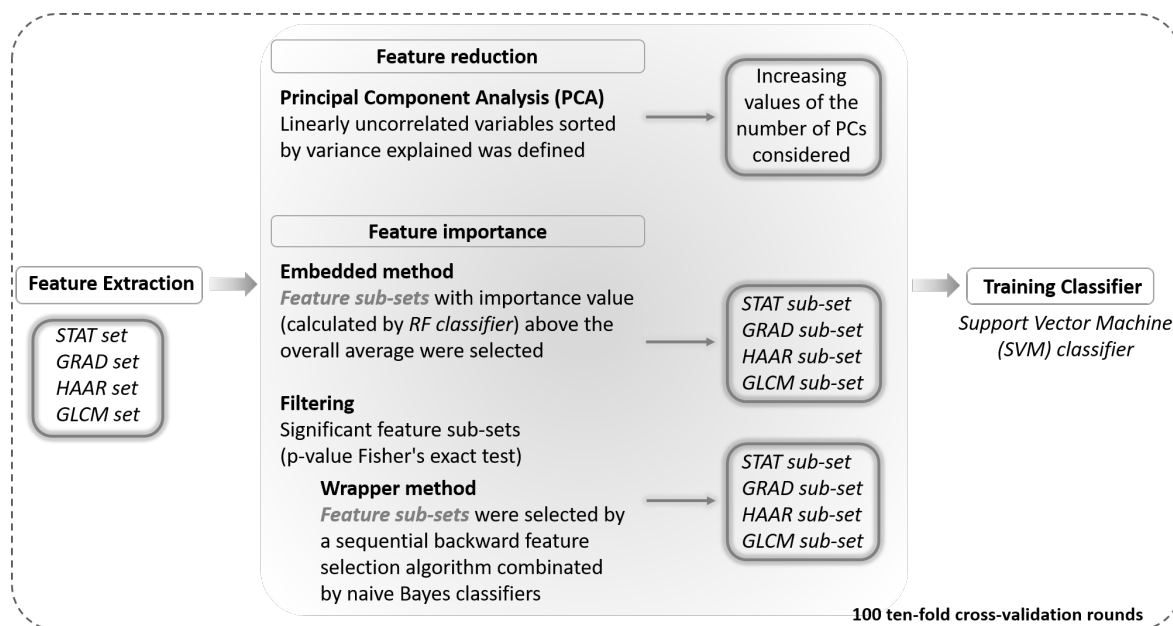 Feature Extraction
STAT set
GRAD set
HAAR set
GLCM set
Feature reduction
Principal Component Analysis (PCA)
Linearly uncorrelated variables sorted
by variance explained was defined
Increasing
values of the
number of PCs
considered
Feature importance
Embedded method
Feature sub-sets with importance value
(calculated by RF classifier) above the
overall average were selected
STAT sub-set
GRAD sub-set
HAAR sub-set
GLCM sub-set
Filtering
Significant feature sub-sets
(p-value Fisher's exact test)
Wrapper method
Feature sub-sets were selected by
a sequential backward feature
selection algorithm combined
by naive Bayes classifiers
STAT sub-set
GRAD sub-set
HAAR sub-set
GLCM sub-set
Training Classifier
Support Vector Machine
(SVM) classifier
100 ten-fold cross-validation rounds